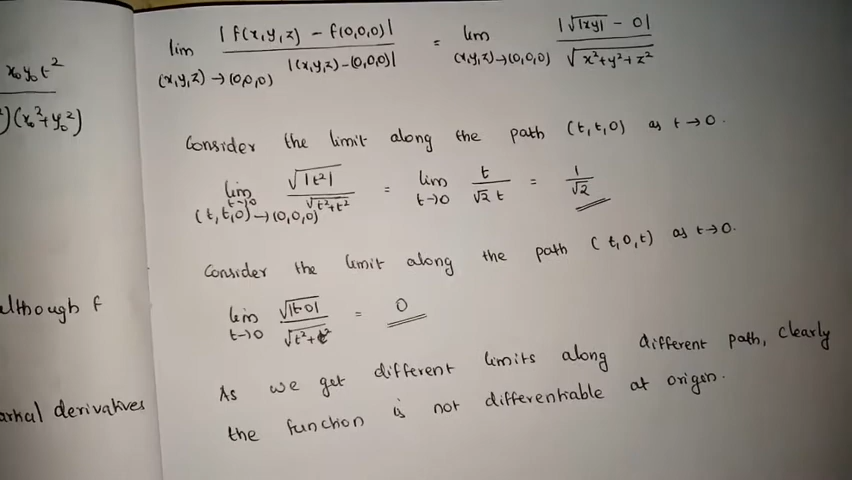 x₀y₀t²
)(x₀²+y₀²)
although f
partial derivatives
lim |f(x,y,z) - f(0,0,0)| / |(x,y,z)-(0,0,0)| = lim |√|xy| - 0| / √x²+y²+z²
(x,y,z)→(0,0,0) (x,y,z)→(0,0,0)
Consider the limit along the path (t,t,0) as t→0.
lim √|t²| / √t²+t² = lim t / √2 t = 1/√2
t→0 t→0
(t,t,0)→(0,0,0)
Consider the limit along the path (t,0,t) as t→0.
lim √|t·0| / √t²+t² = 0
t→0
As we get different limits along different path, clearly
the function is not differentiable at origin.